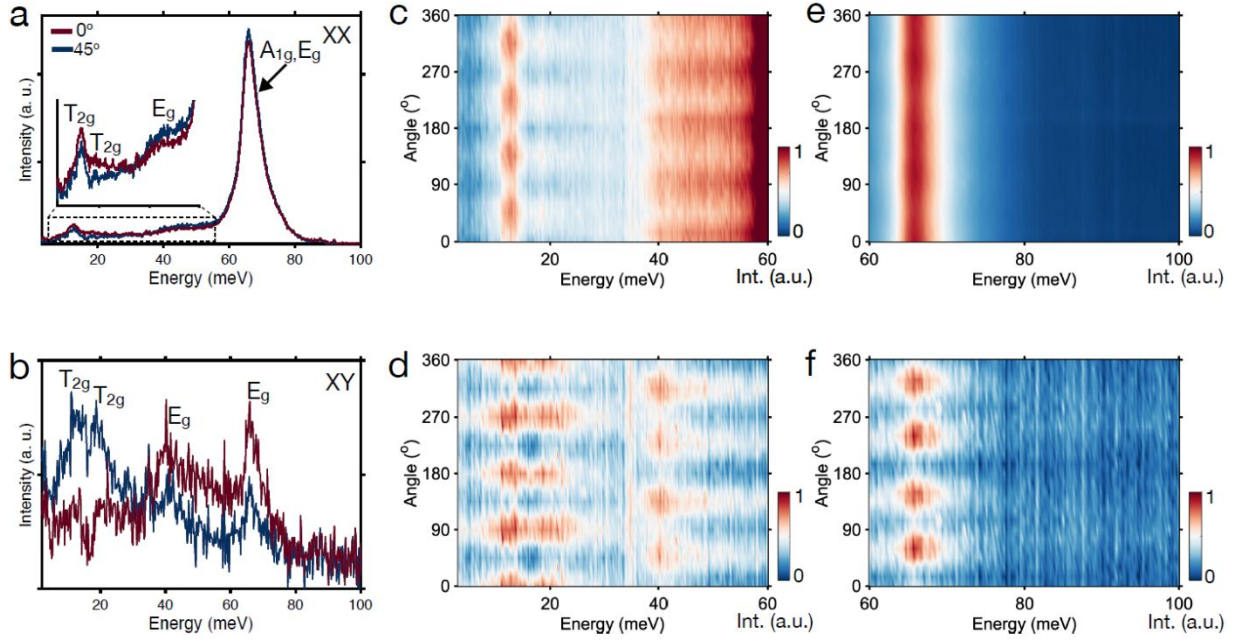 a
0°
45°
XX
A1g,Eg
T2g
T2g
Eg
Intensity (a. u.)
20
40
60
80
100
Energy (meV)
c
360
270
180
90
0
Angle (°)
1
0
20
40
60
Energy (meV)
Int. (a.u.)
e
360
270
180
90
0
Angle (°)
1
0
60
80
100
Energy (meV)
Int. (a.u.)
b
XY
T2g
T2g
Eg
Eg
Intensity (a. u.)
20
40
60
80
100
Energy (meV)
d
360
270
180
90
0
Angle (°)
1
0
20
40
60
Energy (meV)
Int. (a.u.)
f
360
270
180
90
0
Angle (°)
1
0
60
80
100
Energy (meV)
Int. (a.u.)